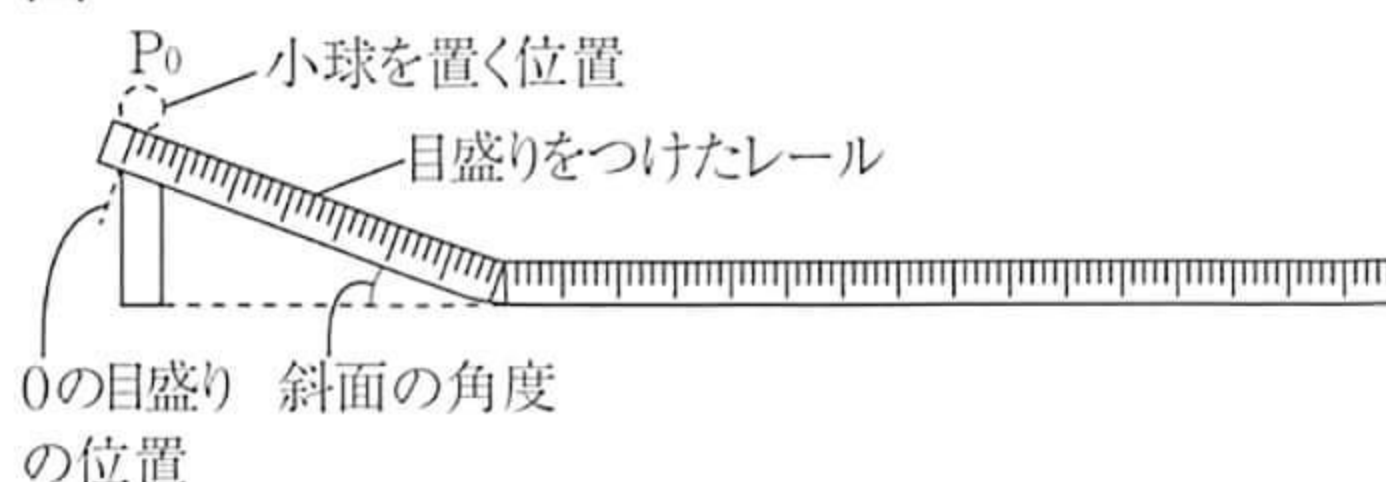 P₀
小球を置く位置
目盛りをつけたレール
0の目盛り
の位置
斜面の角度